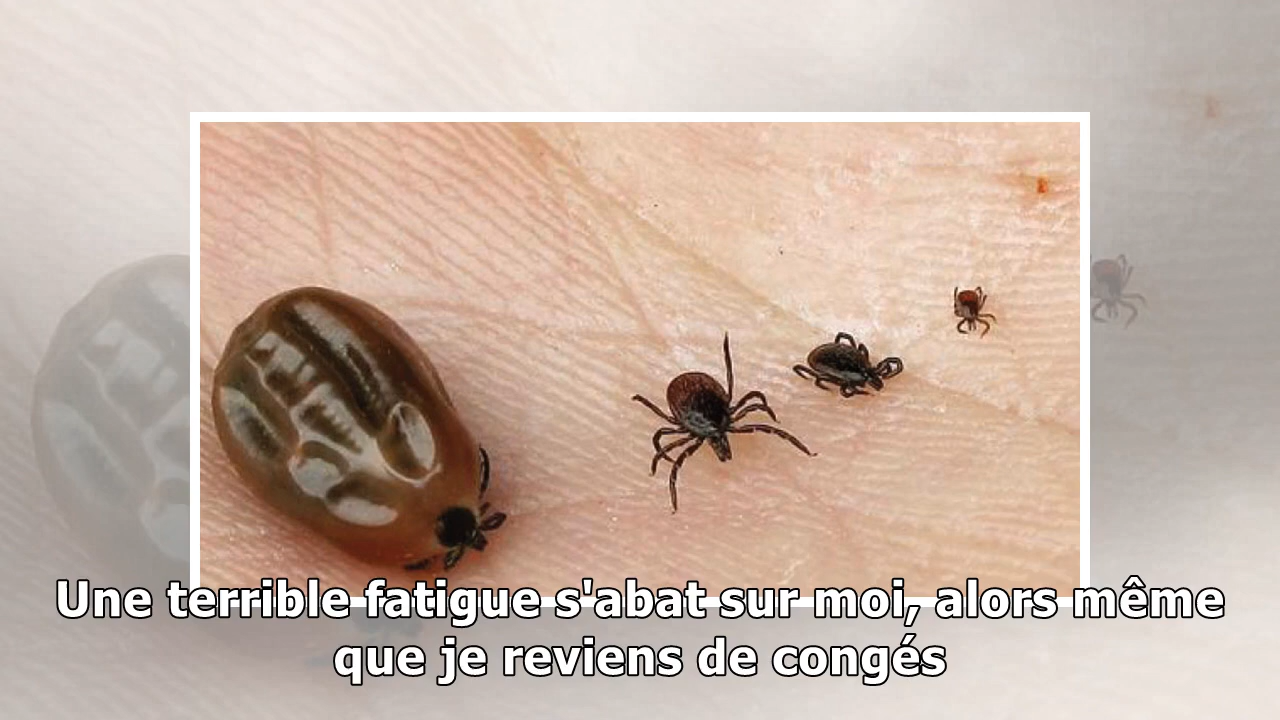 Une terrible fatigue s'abat sur moi, alors même
que je reviens de congés